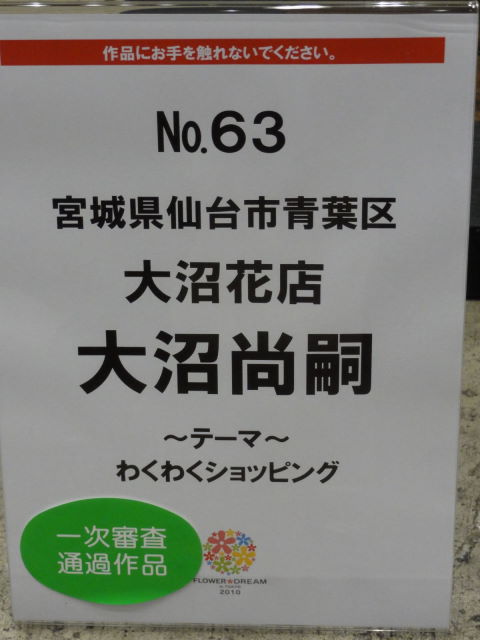 作品にお手を触れないでください。
No.63
宮城県仙台市青葉区
大沼花店
大沼尚嗣
～テーマ～
わくわくショッピング
一次審査
通過作品
FLOWER★DREAM
in TOKYO
2010